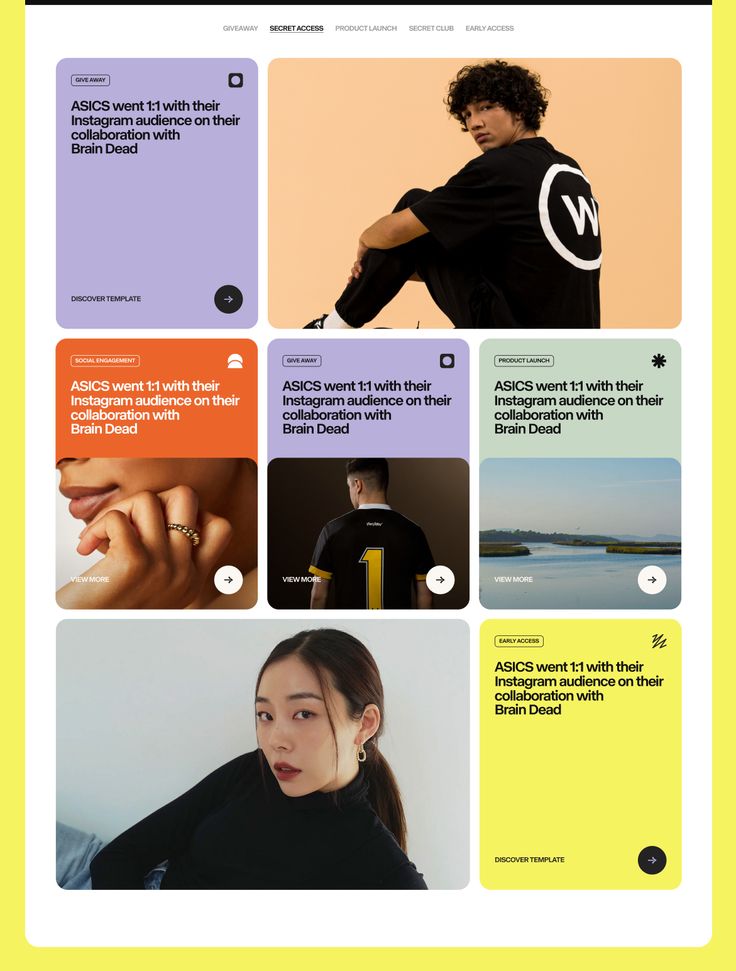 GIVEAWAY SECRET ACCESS PRODUCT LAUNCH SECRET CLUB EARLY ACCESS
GIVE AWAY
ASICS went 1:1 with their
Instagram audience on their
collaboration with
Brain Dead
DISCOVER TEMPLATE
W
SOCIAL ENGAGEMENT
ASICS went 1:1 with their
Instagram audience on their
collaboration with
Brain Dead
VIEW MORE
GIVE AWAY
ASICS went 1:1 with their
Instagram audience on their
collaboration with
Brain Dead
1
VIEW MORE
PRODUCT LAUNCH
ASICS went 1:1 with their
Instagram audience on their
collaboration with
Brain Dead
VIEW MORE
EARLY ACCESS
ASICS went 1:1 with their
Instagram audience on their
collaboration with
Brain Dead
DISCOVER TEMPLATE